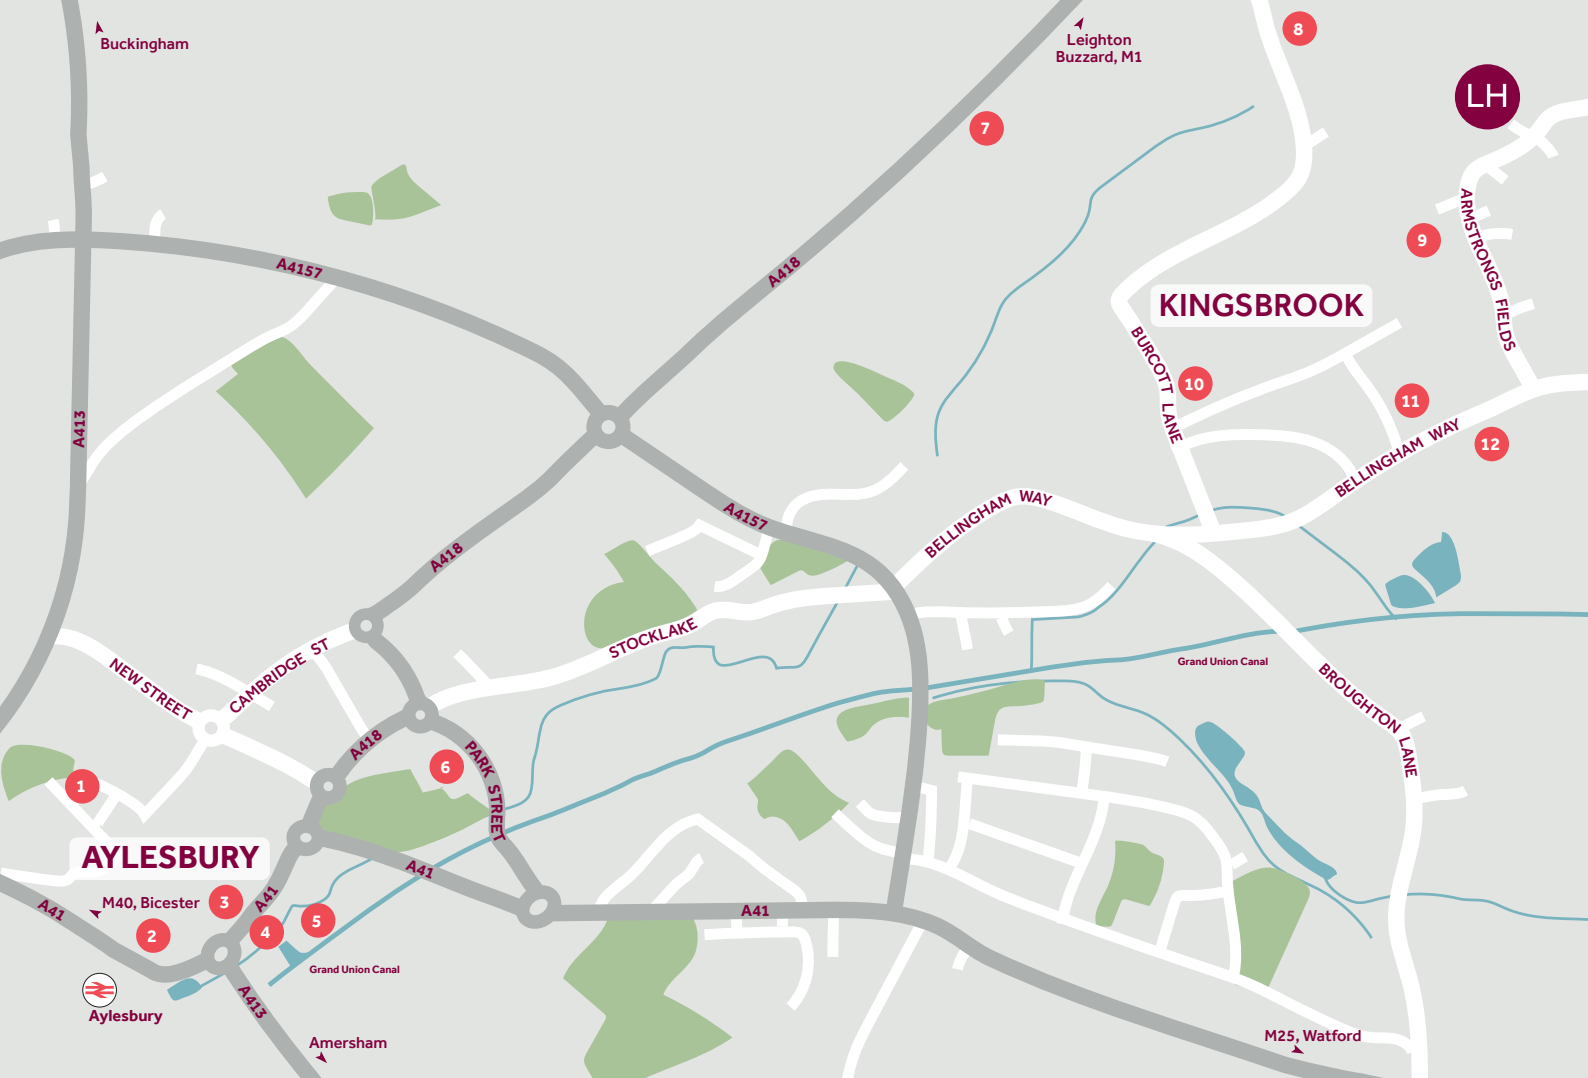 Buckingham
Leighton
Buzzard, M1
8
LH
7
ARMSTRONGS FIELDS
9
A4157
A418
KINGSBROOK
BURCOTT LANE
10
11
A413
BELLINGHAM WAY
12
A4157
BELLINGHAM WAY
A418
STOCKLAKE
NEW STREET
CAMBRIDGE ST
Grand Union Canal
BROUGHTON LANE
A418
PARK STREET
6
1
AYLESBURY
A41
A41
M40, Bicester
3
A41
5
4
2
A41
Grand Union Canal
A413
Aylesbury
Amersham
M25, Watford